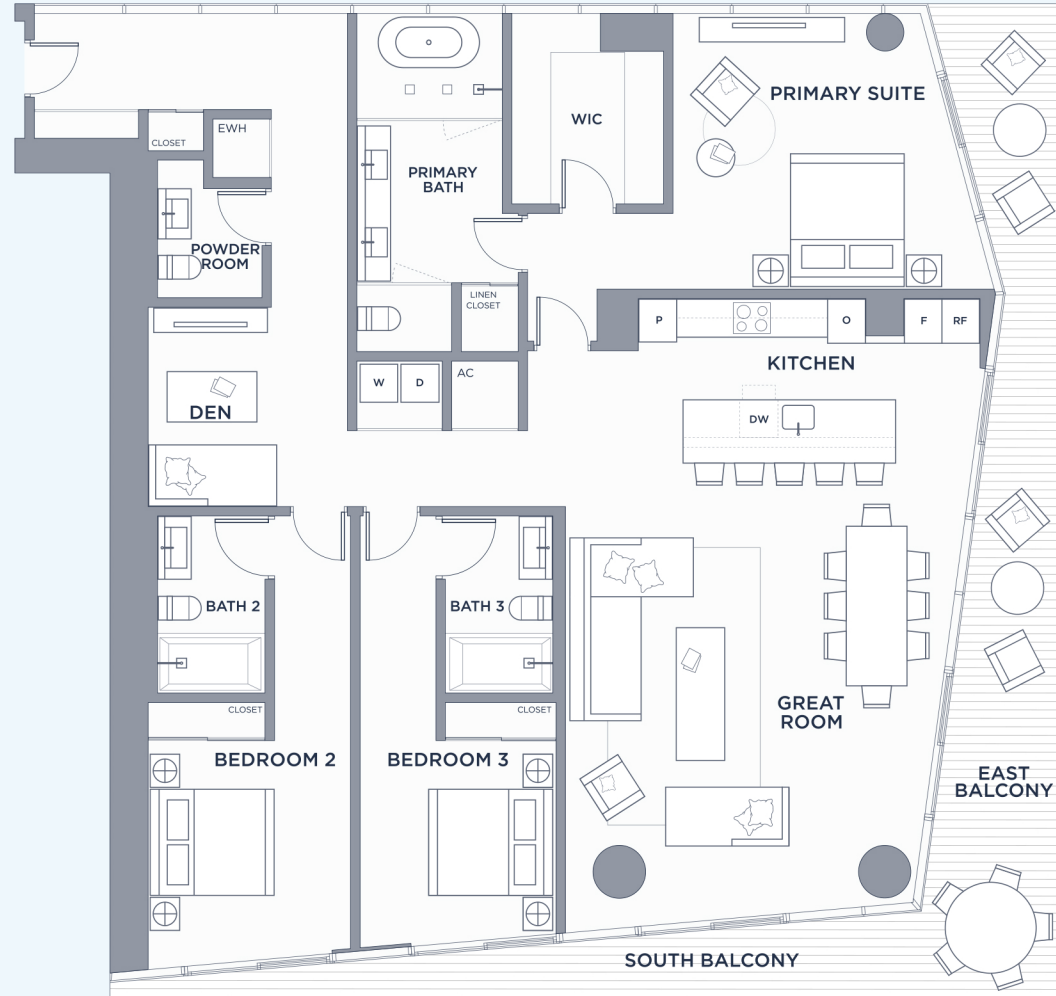 PRIMARY SUITE
WIC
EWH
CLOSET
PRIMARY
BATH
POWDER
ROOM
LINEN
CLOSET
P
O
F
RF
KITCHEN
W
D
AC
DEN
DW
BATH 2
BATH 3
CLOSET
CLOSET
GREAT
ROOM
BEDROOM 2
BEDROOM 3
EAST
BALCONY
SOUTH BALCONY